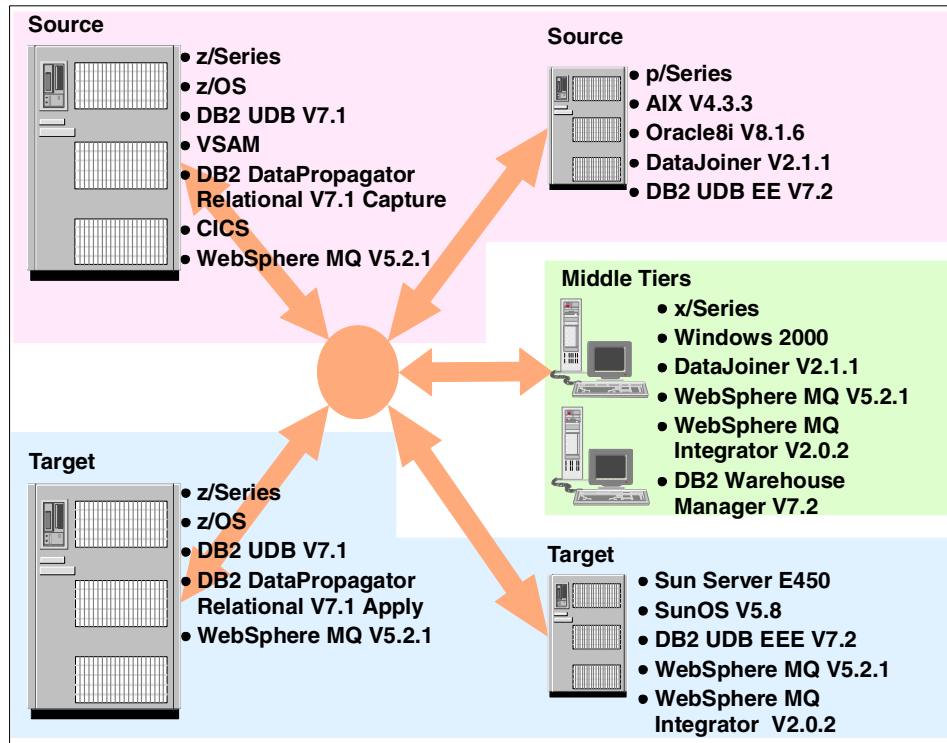 Source
• z/Series
• z/OS
• DB2 UDB V7.1
• VSAM
• DB2 DataPropagator
Relational V7.1 Capture
• CICS
• WebSphere MQ V5.2.1
Source
• p/Series
• AIX V4.3.3
• Oracle8i V8.1.6
• DataJoiner V2.1.1
• DB2 UDB EE V7.2
Middle Tiers
• x/Series
• Windows 2000
• DataJoiner V2.1.1
• WebSphere MQ V5.2.1
• WebSphere MQ
Integrator V2.0.2
• DB2 Warehouse
Manager V7.2
Target
• z/Series
• z/OS
• DB2 UDB V7.1
• DB2 DataPropagator
Relational V7.1 Apply
• WebSphere MQ V5.2.1
Target
• Sun Server E450
• SunOS V5.8
• DB2 UDB EEE V7.2
• WebSphere MQ V5.2.1
• WebSphere MQ
Integrator V2.0.2